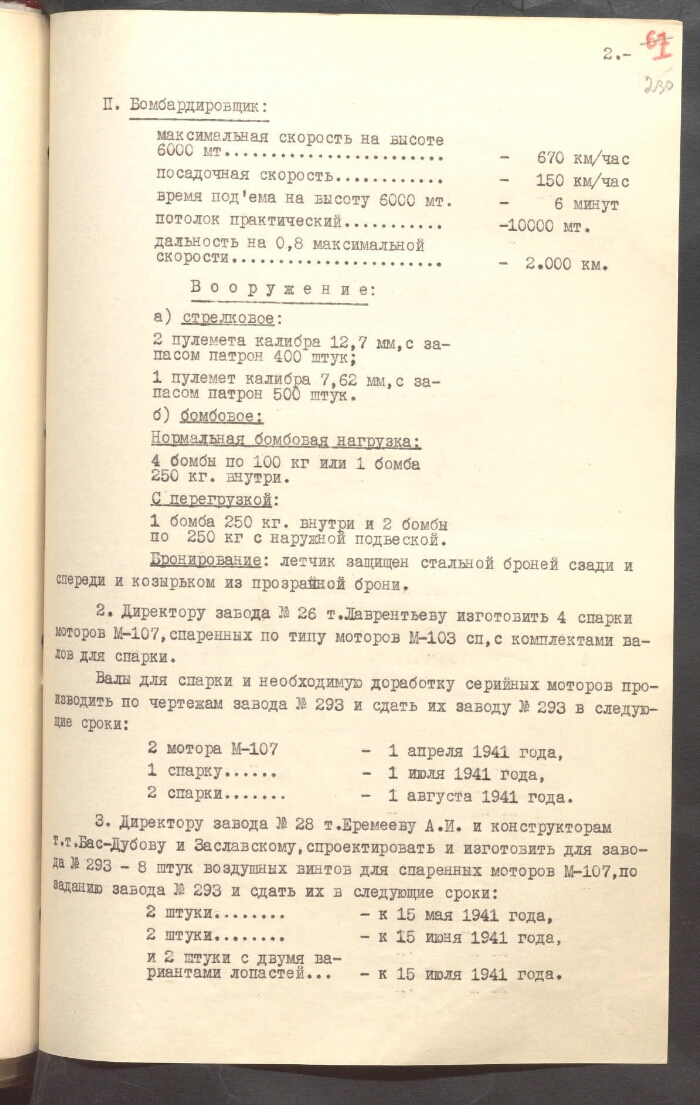 2.-
67
I
230
П. Бомбардировщик:
максимальная скорость на высоте
6000 мт........................ - 670 км/час
посадочная скорость............ - 150 км/час
время под'ема на высоту 6000 мт. - 6 минут
потолок практический........... -10000 мт.
дальность на 0,8 максимальной
скорости....................... - 2.000 км.
Вооружение:
а) стрелковое:
2 пулемета калибра 12,7 мм,с за-
пасом патрон 400 штук;
1 пулемет калибра 7,62 мм,с за-
пасом патрон 500 штук.
б) бомбовое:
Нормальная бомбовая нагрузка:
4 бомбы по 100 кг или 1 бомба
250 кг. внутри.
С перегрузкой:
1 бомба 250 кг. внутри и 2 бомбы
по 250 кг с наружной подвеской.
Бронирование: летчик защищен стальной броней сзади и
спереди и козырьком из прозрайной брони.
2. Директору завода № 26 т.Лаврентьеву изготовить 4 спарки
моторов М-107,спаренных по типу моторов М-103 сп,с комплектами ва-
лов для спарки.
Валы для спарки и необходимую доработку серийных моторов про-
изводить по чертежам завода № 293 и сдать их заводу № 293 в следую-
щие сроки:
2 мотора М-107 - 1 апреля 1941 года,
1 спарку...... - 1 июля 1941 года,
2 спарки....... - 1 августа 1941 года.
3. Директору завода № 28 т.Еремееву А.И. и конструкторам
т.т.Бас-Дубову и Заславскому,спроектировать и изготовить для заво-
да № 293 - 8 штук воздушных винтов для спаренных моторов М-107,по
заданию завода № 293 и сдать их в следующие сроки:
2 штуки......... - к 15 мая 1941 года,
2 штуки......... - к 15 июня 1941 года,
и 2 штуки с двумя ва-
риантами лопастей... - к 15 июля 1941 года.